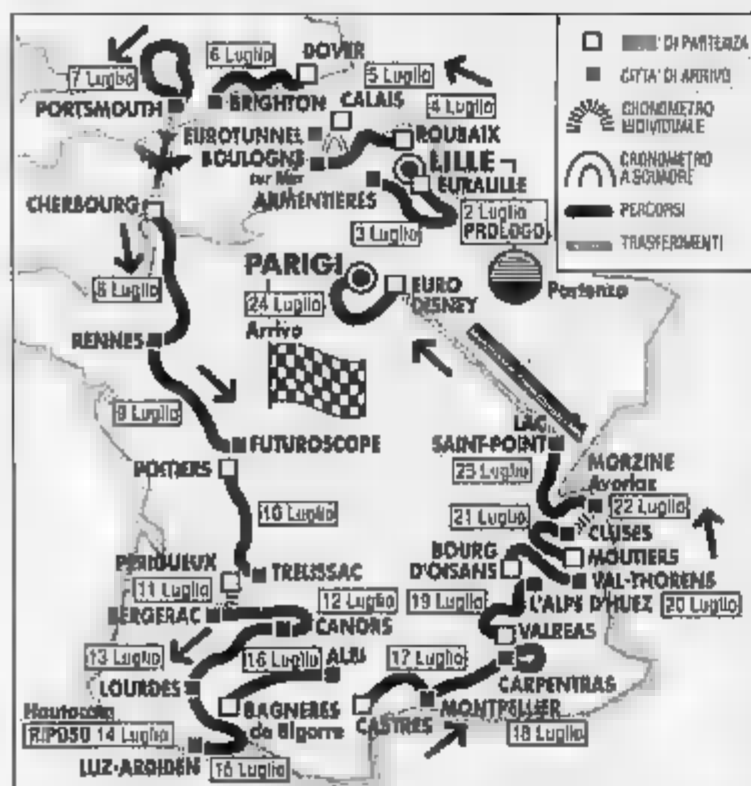 7 Luglio
6 Luglio
DOVER
5 Luglio
4 Luglio
PORTSMOUTH
BRIGHTON
CALAIS
EUROTUNNEL
ROUBAIX
BOULOGNE
sur Mer
LILLE
EURALILLE
ARMENTIERES
CHERBOURG
3 Luglio
2 Luglio
PROLOGO
DI PARTENZA
CITTA' DI ARRIVO
CRONOMETRO
INDIVIDUALE
CRONOMETRO
A SQUADRE
PERCORSI
TRASFERIMENTI
8 Luglio
PARIGI
24 Luglio
Arrivo
EURO
DISNEY
Partenza
RENNES
9 Luglio
FUTUROSCOPE
POITIERS
LAC
SAINT-POINT
23 Luglio
MORZINE
Avoriaz
22 Luglio
10 Luglio
21 Luglio
CLUSES
MOUTIERS
BOURG
D'OISANS
VAL-THORENS
PERIGUEUX
11 Luglio
TRELISSAC
BERGERAC
12 Luglio
CAHORS
19 Luglio
L'ALPE D'HUEZ
20 Luglio
VALREAS
13 Luglio
16 Luglio
ALBI
17 Luglio
CARPENTRAS
LOURDES
Hautacam
RIPOSO 14 Luglio
BAGNERES
de Bigorre
CASTRES
MONTPELLIER
18 Luglio
LUZ-ARDIDEN
15 Luglio